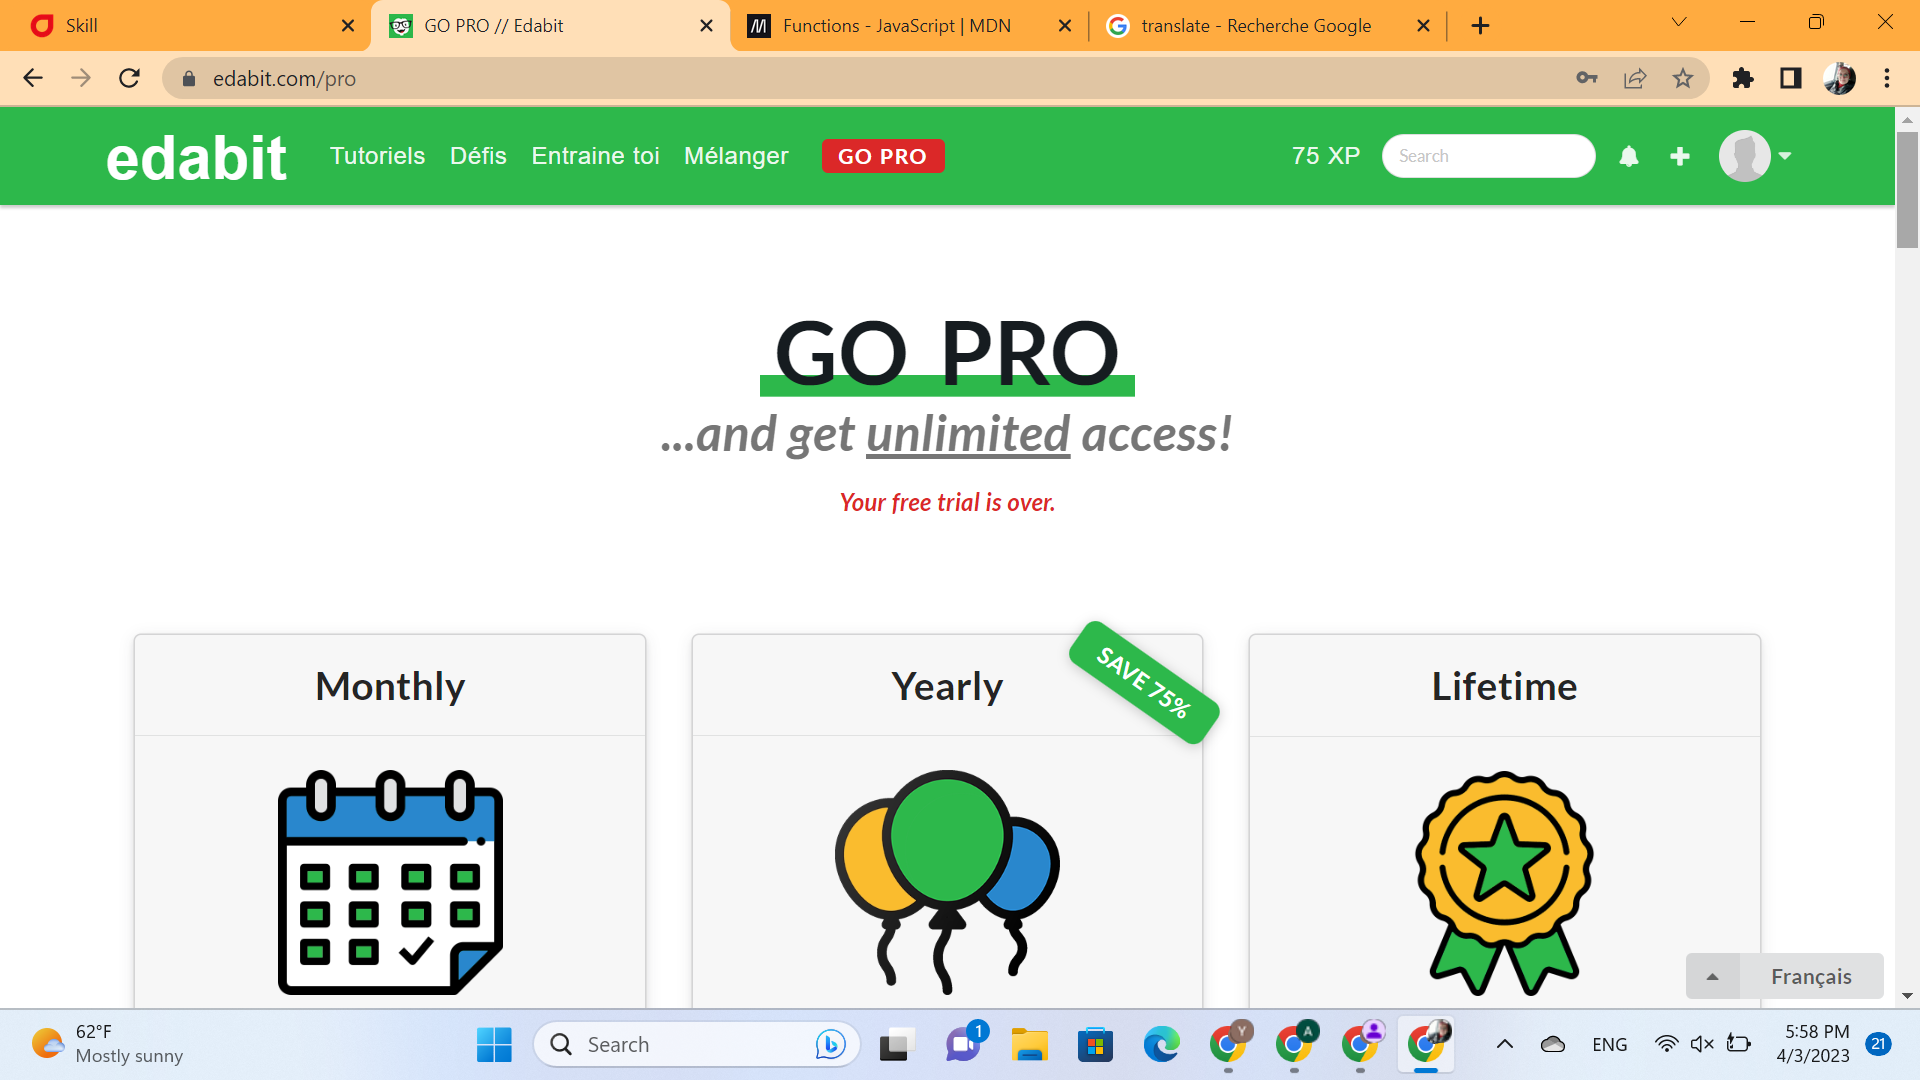 Skill
GO PRO // Edabit
Functions - JavaScript | MDN
translate - Recherche Google
edabit.com/pro
edabit Tutoriels Défis Entraine toi Mélanger GO PRO 75 XP Search
GO PRO
...and get unlimited access!
Your free trial is over.
Monthly
Yearly
SAVE 75%
Lifetime
Français
62°F
Mostly sunny
Search
1
Y
A
ENG
5:58 PM
4/3/2023
21